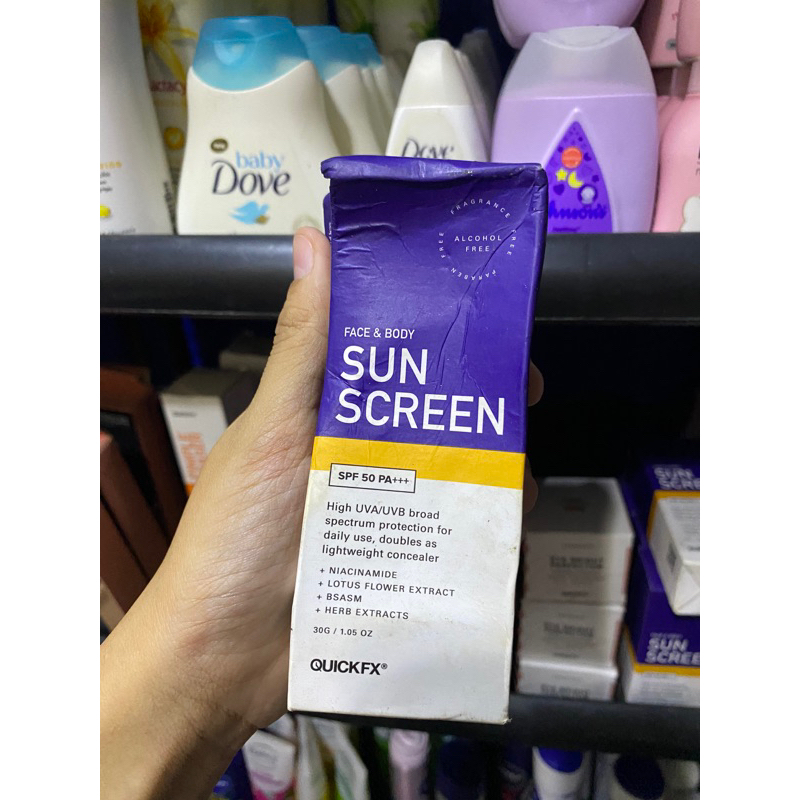 baby
Dove
Dove
FRAGRANCE FREE
ALCOHOL
FREE
PARABEN FREE
FACE & BODY
SUN
SCREEN
SPF 50 PA+++
High UVA/UVB broad
spectrum protection for
daily use, doubles as
lightweight concealer
+ NIACINAMIDE
+ LOTUS FLOWER EXTRACT
+ BSASM
+ HERB EXTRACTS
30G / 1.05 OZ
QUICKFX®
SUN
SUN